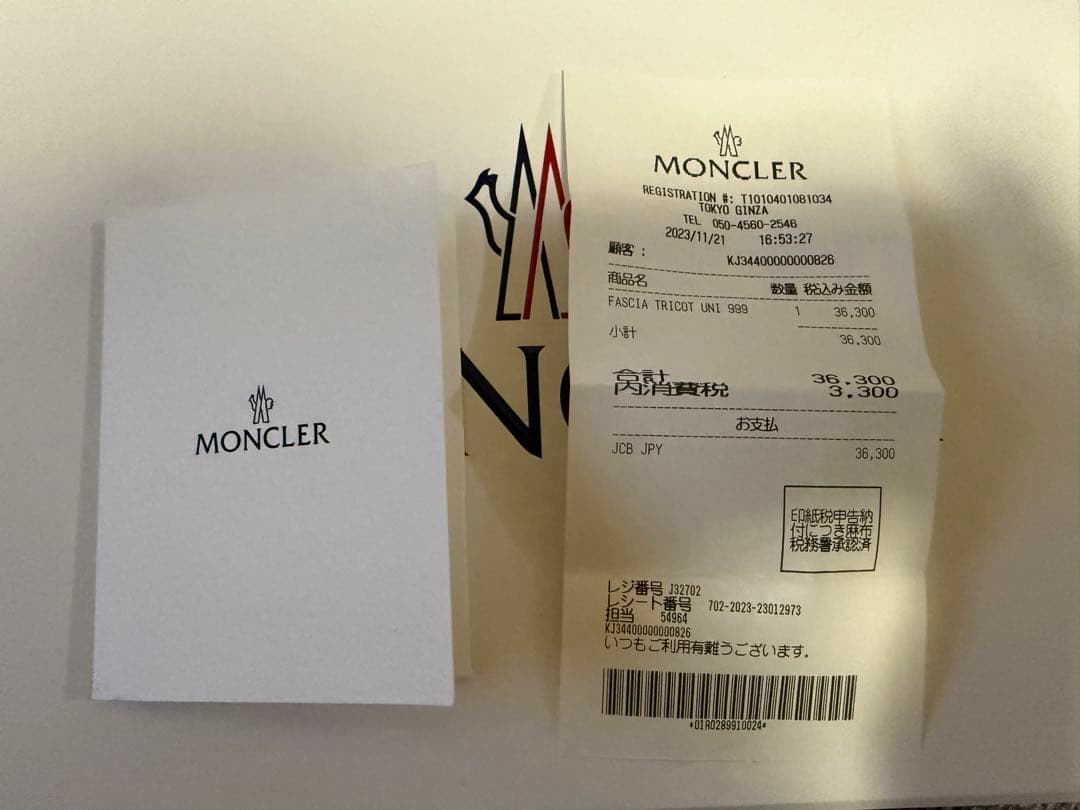 MONCLER
MONCLER
REGISTRATION #: T1010401081034
TOKYO GINZA
TEL 050-4560-2546
2023/11/21 16:53:27
顧客 :
KJ34400000000826
商品名 数量 税込み金額
FASCIA TRICOT UNI 999 1 36,300
小計 36,300
合計 36,300
内消費税 3,300
お支払
JCB JPY 36,300
印紙税申告納
付につき麻布
税務署承認済
レジ番号 J32702
レシート番号 702-2023-23012973
担当 54964
KJ34400000000826
いつもご利用有難うございます.
*01A0289910024*